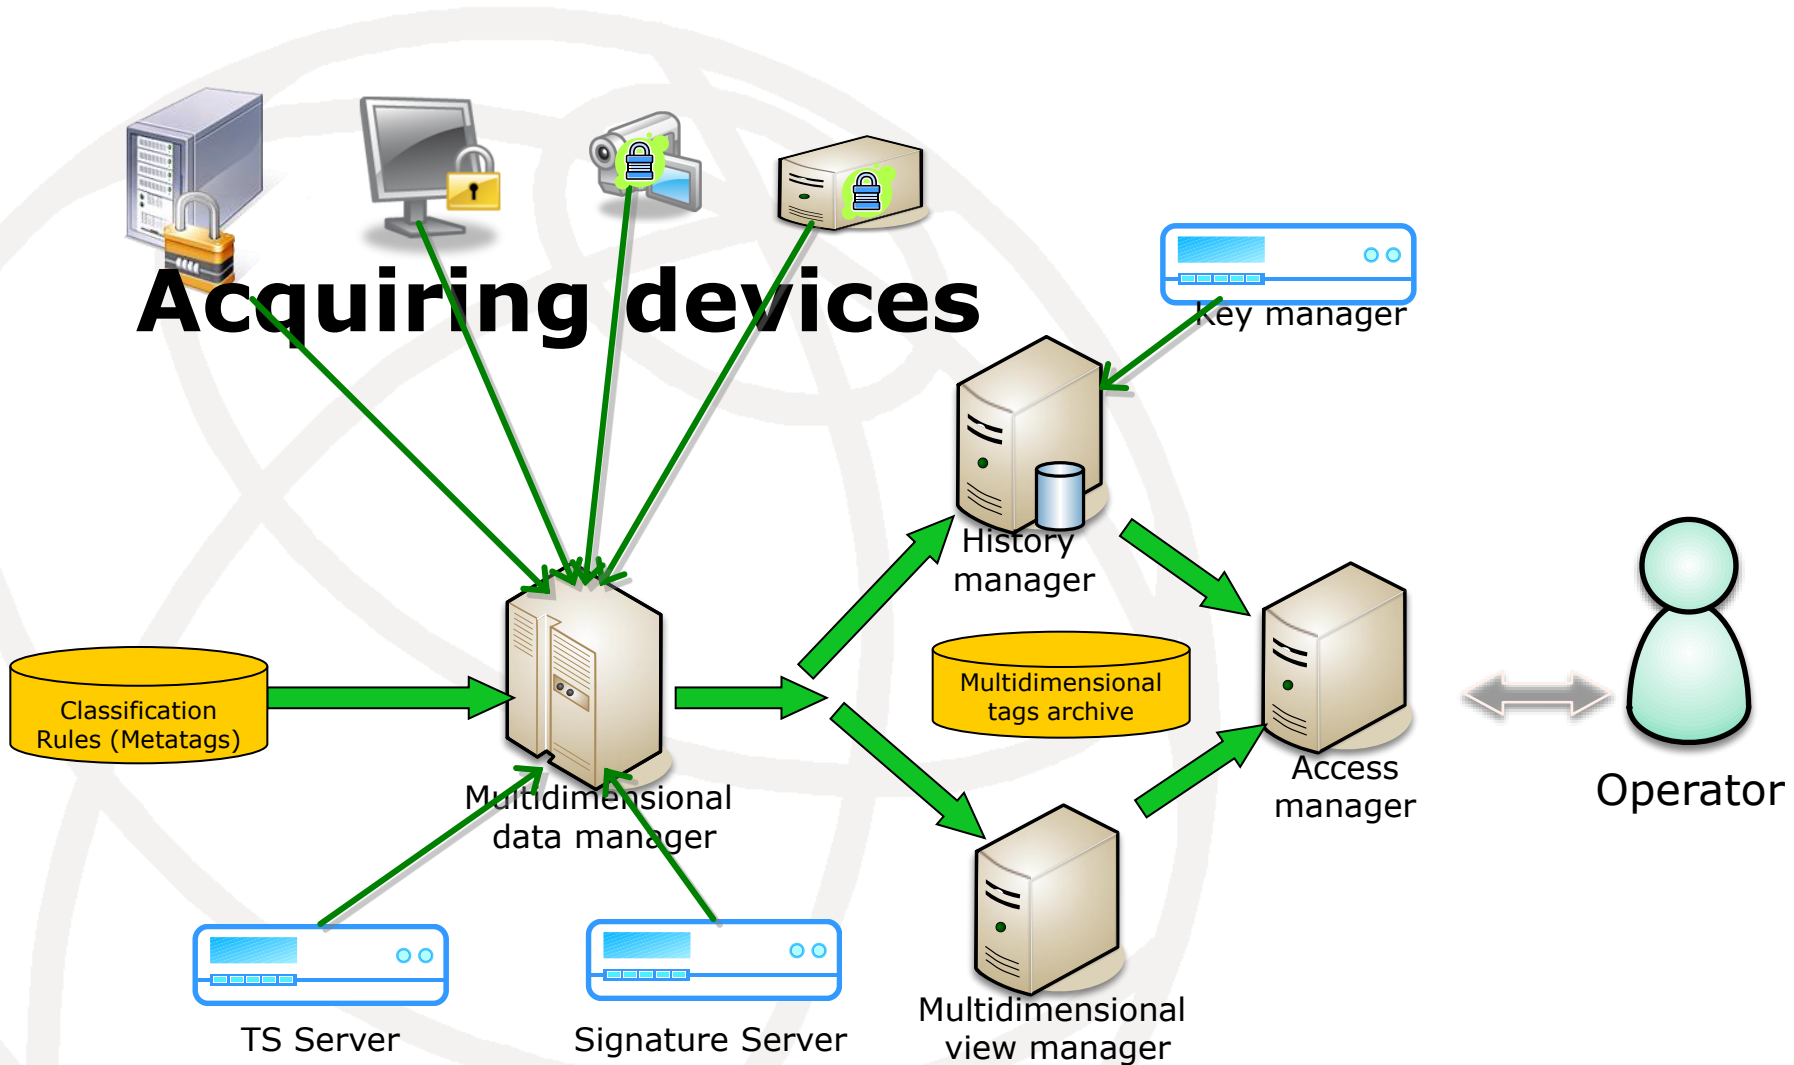 Acquiring devices
Key manager
History
manager
Classification
Rules (Metatags)
Multidimensional
tags archive
Multidimensional
data manager
Access
manager
Operator
TS Server
Signature Server
Multidimensional
view manager